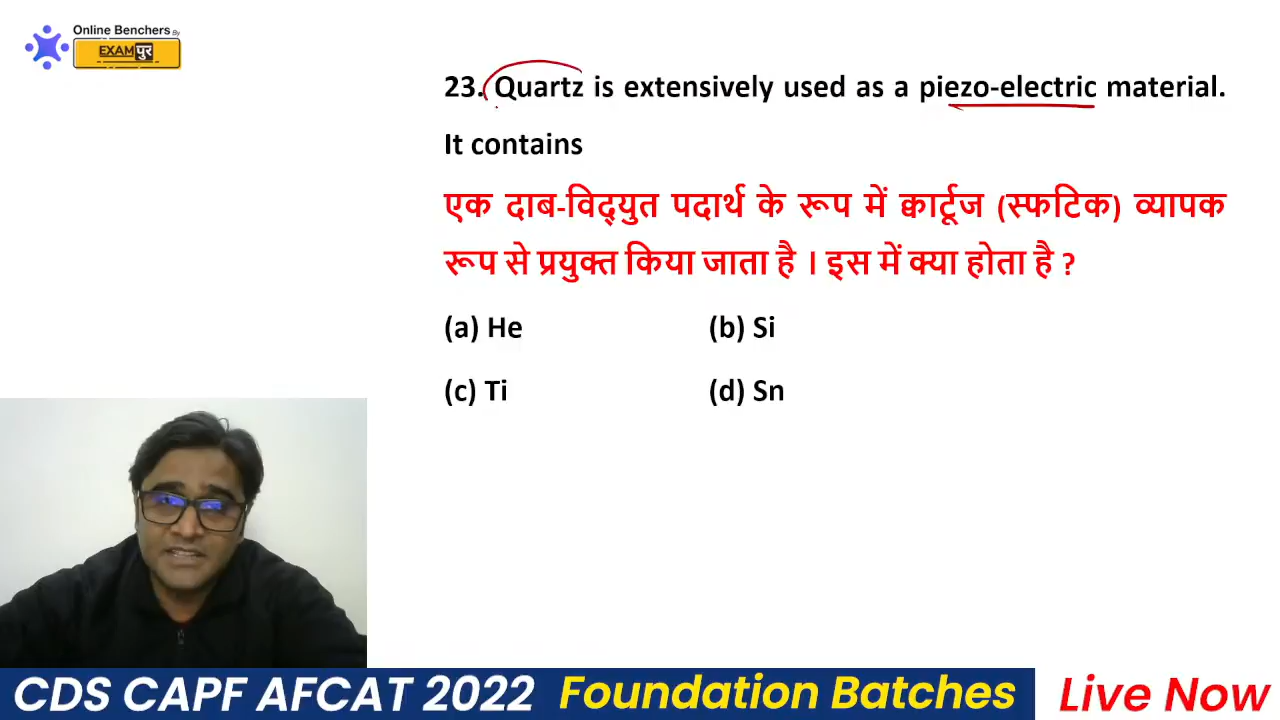 Online Benchers By
EXAM पुर
23. Quartz is extensively used as a piezo-electric material.
It contains
एक दाब-विद्युत पदार्थ के रूप में क्वार्ट्ज (स्फटिक) व्यापक
रूप से प्रयुक्त किया जाता है । इस में क्या होता है ?
(a) He (b) Si
(c) Ti (d) Sn
CDS CAPF AFCAT 2022 Foundation Batches Live Now